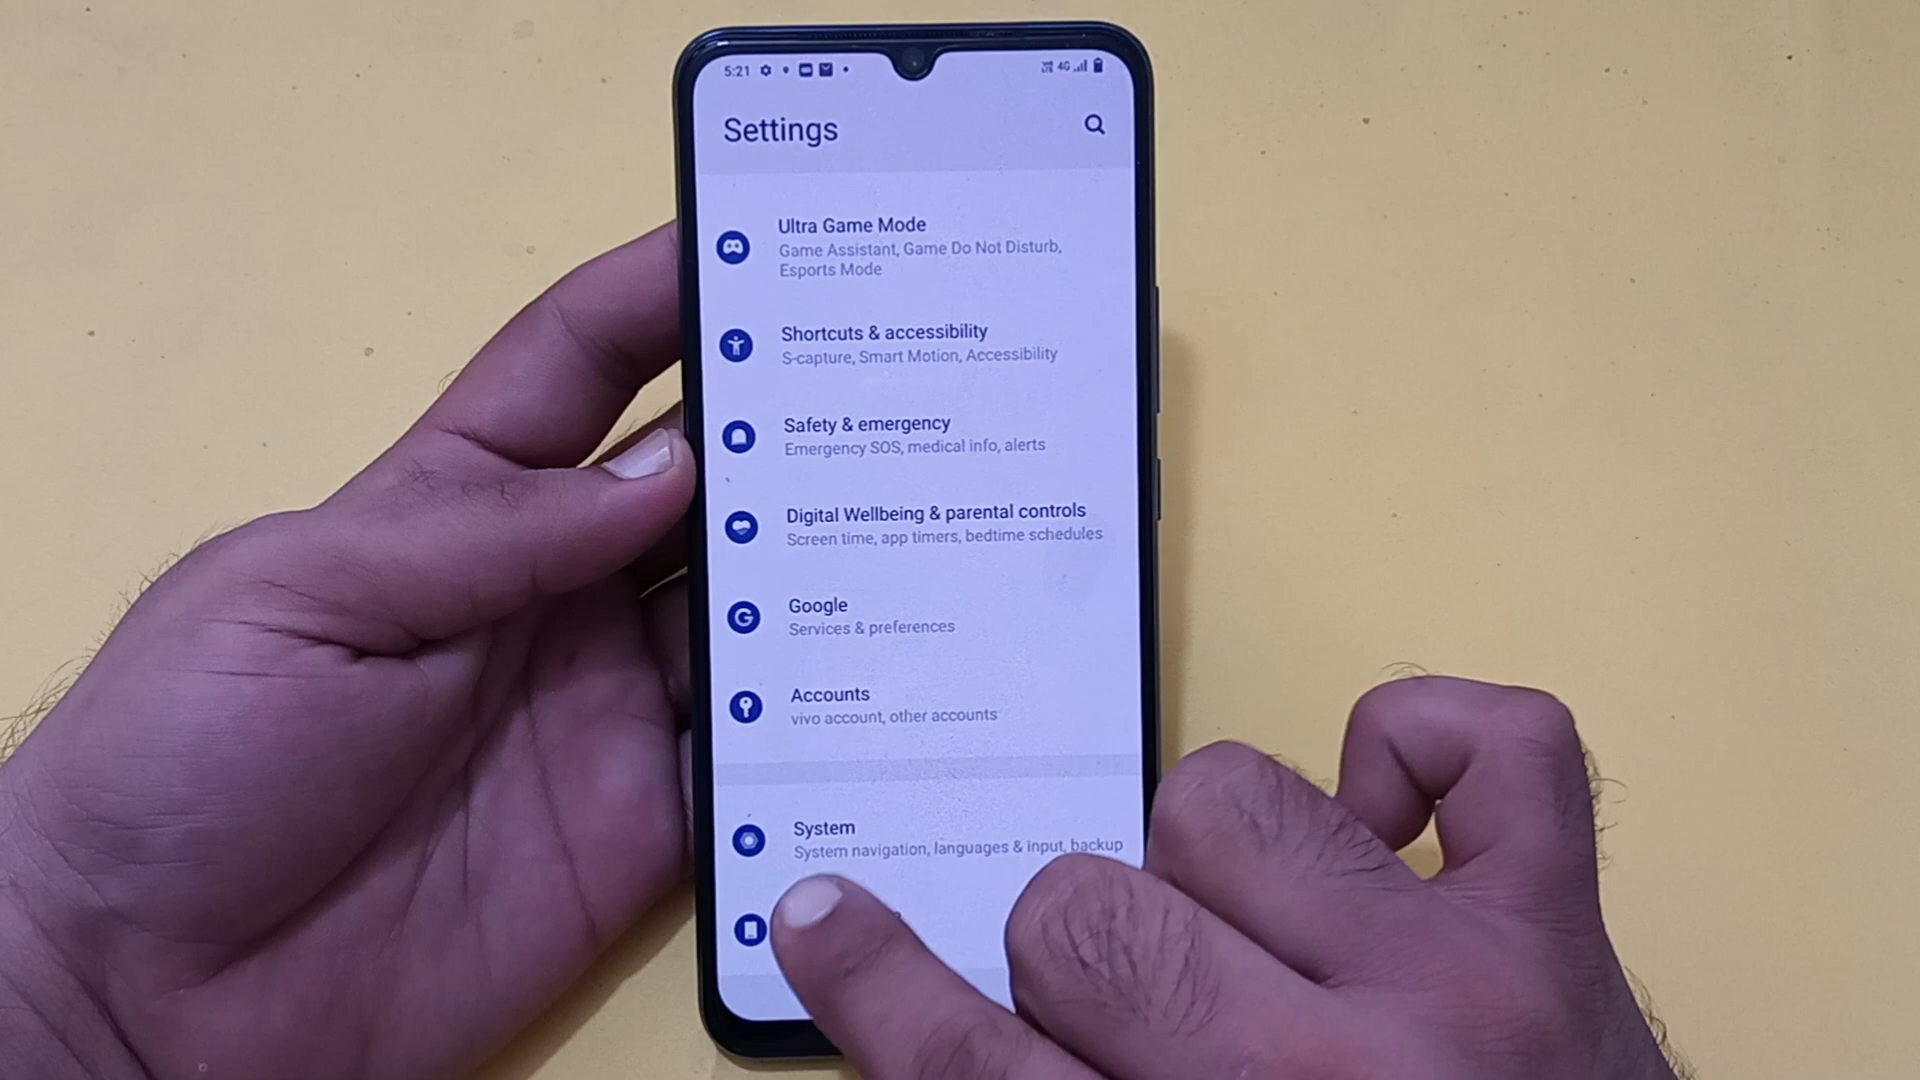 5:21
4G
Settings
Ultra Game Mode
Game Assistant, Game Do Not Disturb,
Esports Mode
Shortcuts & accessibility
S-capture, Smart Motion, Accessibility
Safety & emergency
Emergency SOS, medical info, alerts
Digital Wellbeing & parental controls
Screen time, app timers, bedtime schedules
Google
Services & preferences
Accounts
vivo account, other accounts
System
System navigation, languages & input, backup